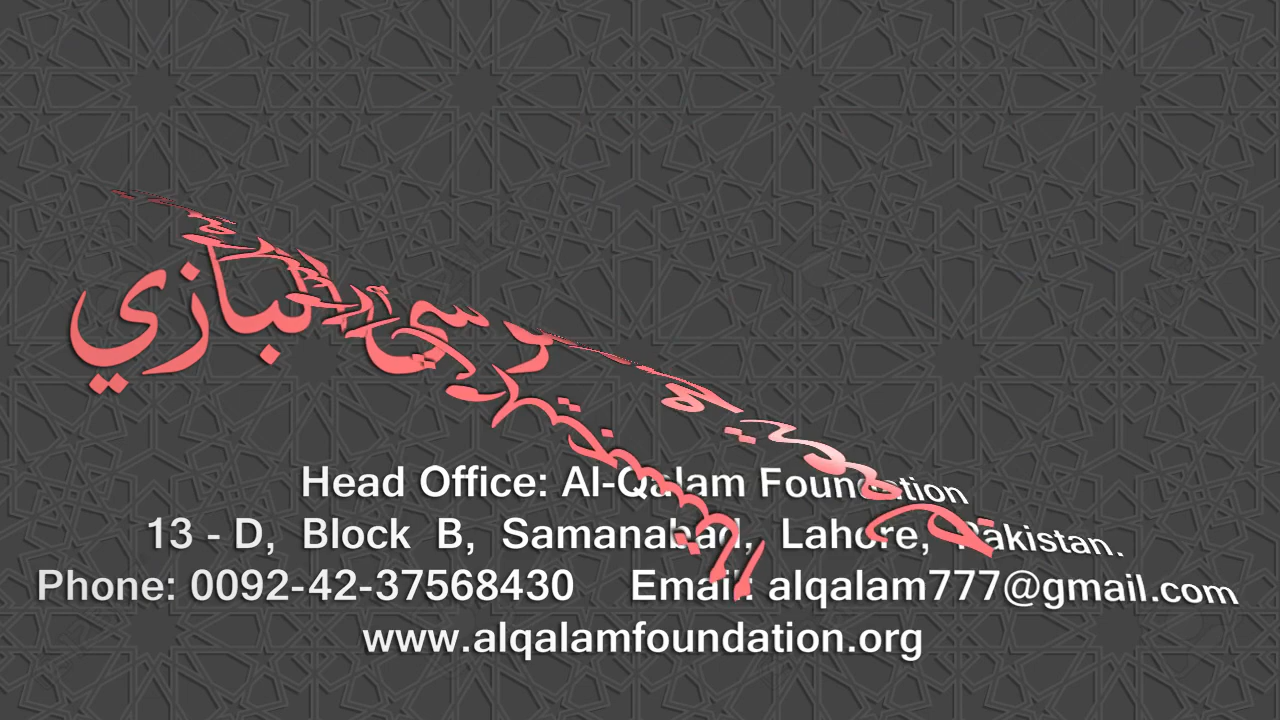 البازي
Head Office: Al-Qalam Foundation
13 - D, Block B, Samanabad, Lahore, Pakistan.
Phone: 0092-42-37568430 Email: alqalam777@gmail.com
www.alqalamfoundation.org